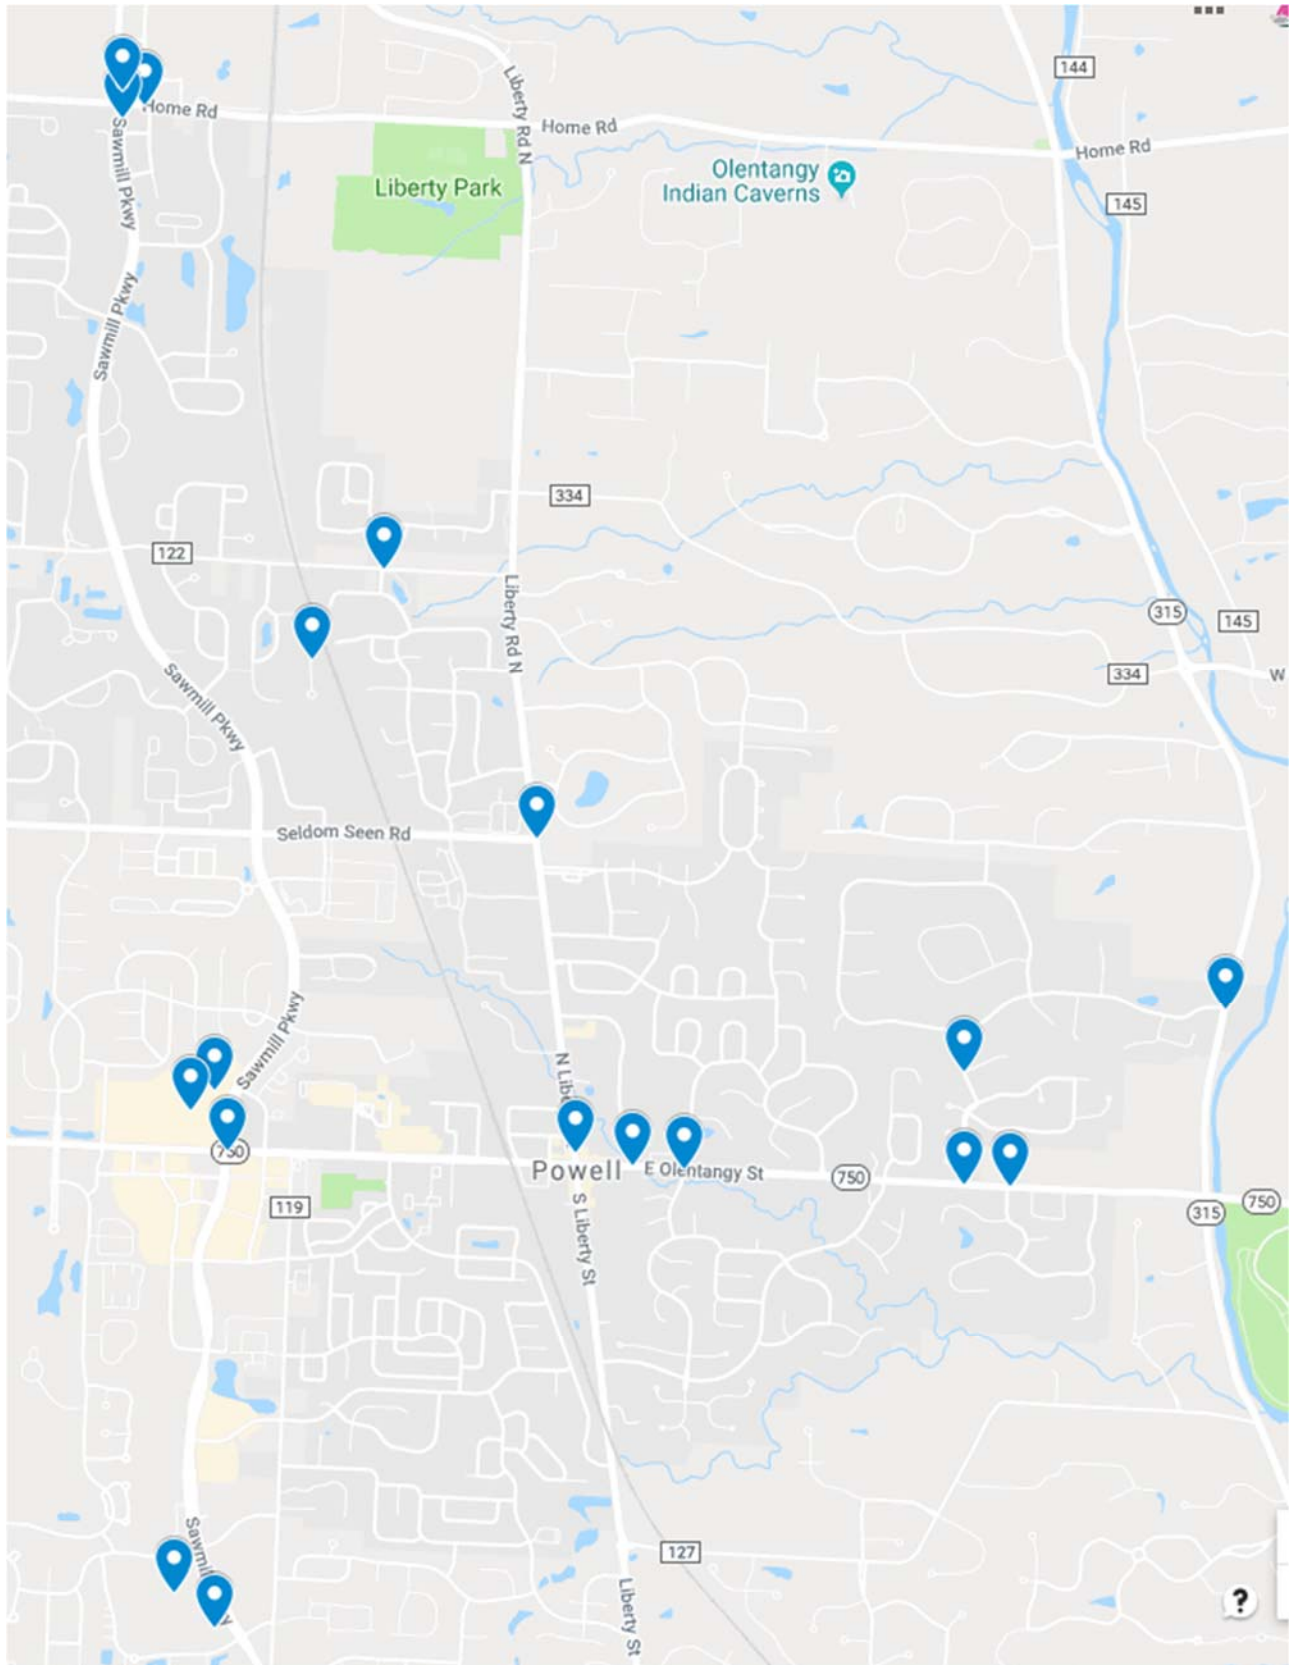 144
Liberty Rd N
Home Rd
Home Rd
Home Rd
Sawmill Pkwy
Olentangy
Indian Caverns
Liberty Park
145
Sawmill Pkwy
334
122
Liberty Rd N
315
145
334
W
Sawmill Pkwy
Seldom Seen Rd
Sawmill Pkwy
N Libe
750
Powell
E Olentangy St
750
750
315
119
S Liberty St
Sawmill
y
127
Liberty St
?